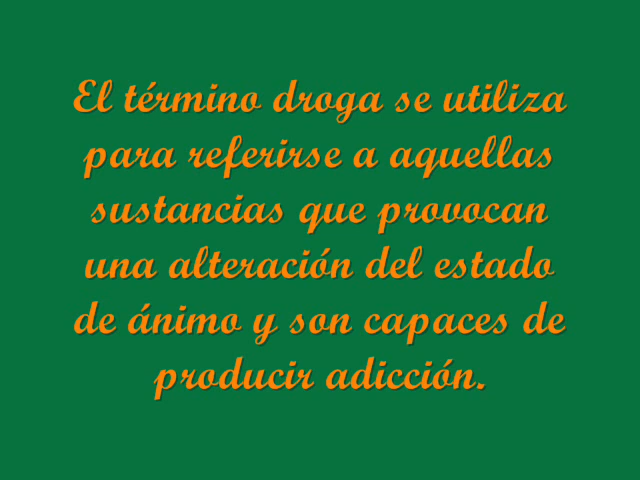 El término droga se utiliza
para referirse a aquellas
sustancias que provocan
una alteración del estado
de ánimo y son capaces de
producir adicción.